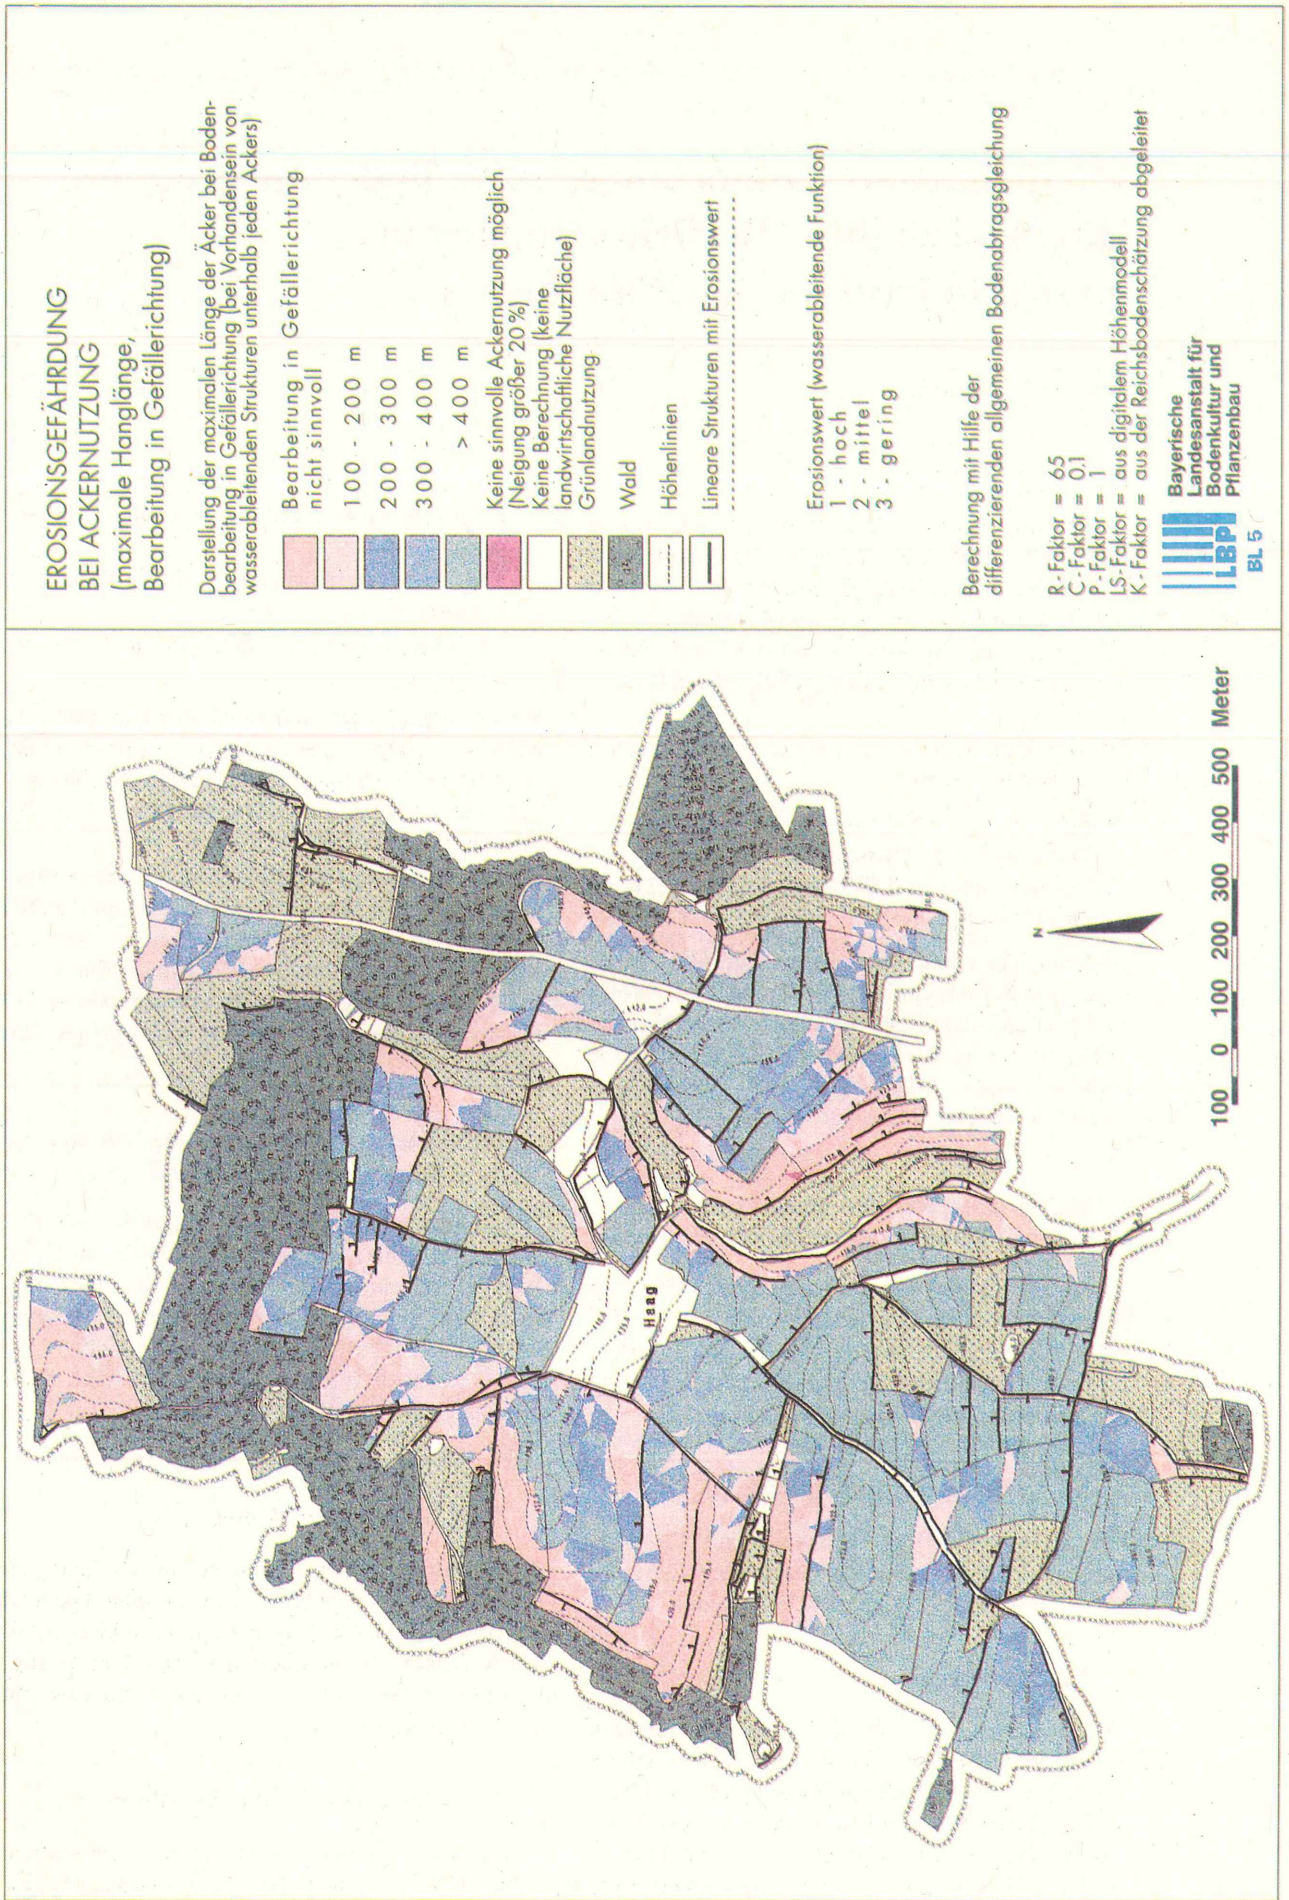 EROSIONSGEFÄHRDUNG
BEI ACKERNUTZUNG
(maximale Hanglänge,
Bearbeitung in Gefällerichtung)
Darstellung der maximalen Länge der Äcker bei Boden-
bearbeitung in Gefällerichtung (bei Vorhandensein von
wasserableitenden Strukturen unterhalb jeden Ackers)
Bearbeitung in Gefällerichtung
nicht sinnvoll
100 - 200 m
200 - 300 m
300 - 400 m
> 400 m
Keine sinnvolle Ackernutzung möglich
(Neigung größer 20 %)
Keine Berechnung (keine
landwirtschaftliche Nutzfläche)
Grünlandnutzung
Wald
Höhenlinien
Lineare Strukturen mit Erosionswert
Erosionswert (wasserableitende Funktion)
1 - hoch
2 - mittel
3 - gering
Berechnung mit Hilfe der
differenzierenden allgemeinen Bodenabtragsgleichung
R - Faktor = 65
C - Faktor = 0.1
P - Faktor = 1
LS - Faktor = aus digitalem Höhenmodell
K - Faktor = aus der Reichsbodenschätzung abgeleitet
LBP
Bayerische
Landesanstalt für
Bodenkultur und
Pflanzenbau
BL 5
Haag
N
100 0 100 200 300 400 500 Meter